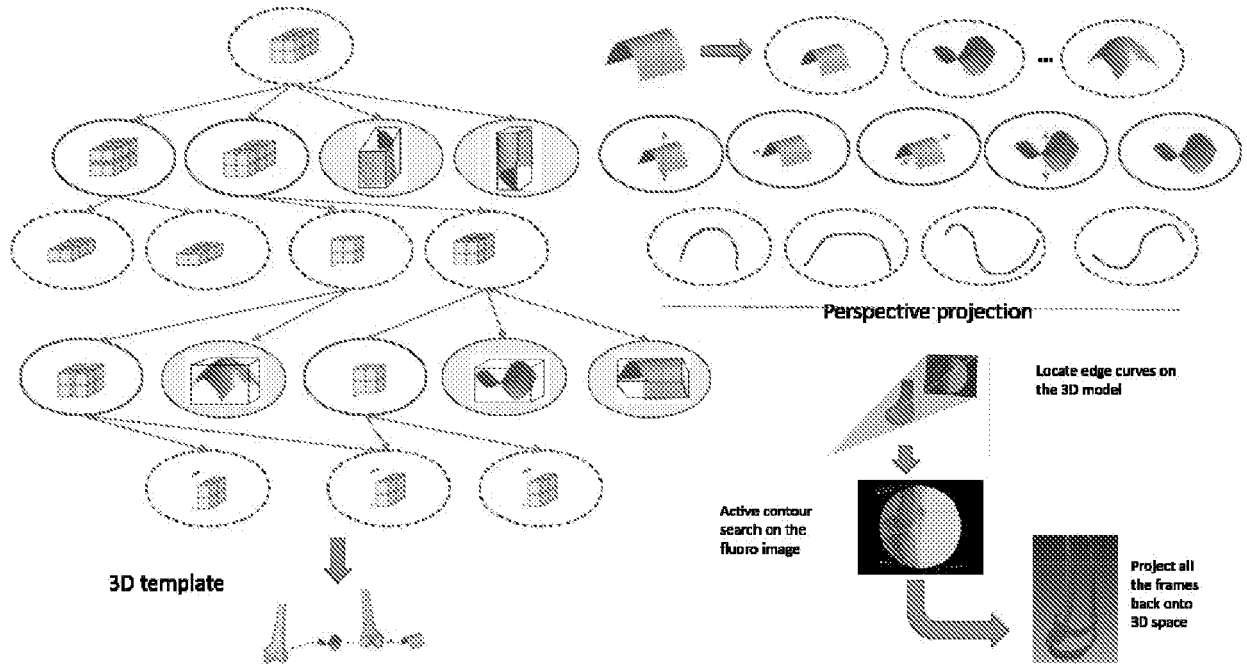 Perspective projection
Locate edge curves on
the 3D model
Active contour
search on the
fluoro image
3D template
Project all
the frames
back onto
3D space